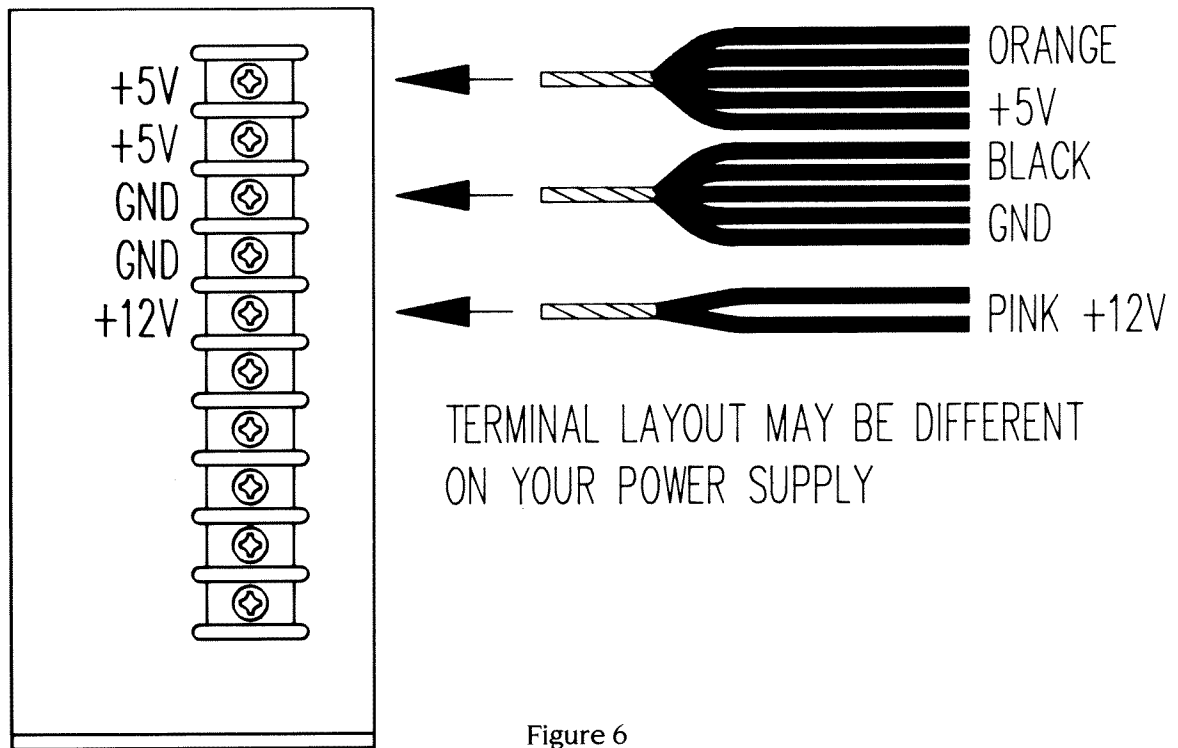 +5V
+5V
GND
GND
+12V
ORANGE
+5V
BLACK
GND
PINK +12V
TERMINAL LAYOUT MAY BE DIFFERENT
ON YOUR POWER SUPPLY
Figure 6